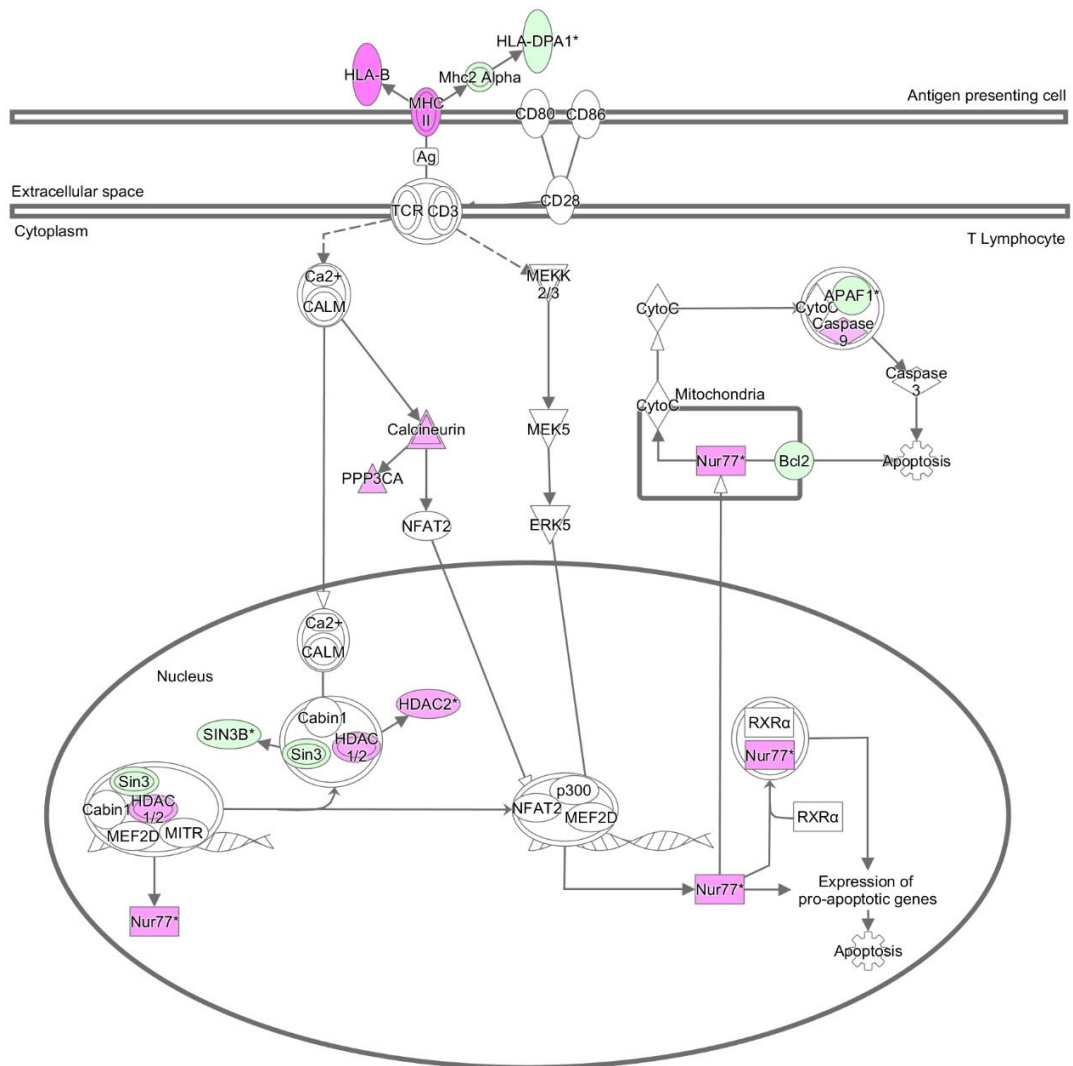 HLA-DPA1*
HLA-B
Mhc2 Alpha
MHC
II
CD80
CD86
Antigen presenting cell
Ag
Extracellular space
TCR
CD3
CD28
Cytoplasm
T Lymphocyte
Ca2+
CALM
MEKK
2/3
CytoC
CytoC
APAF1*
Caspase
9
Caspase
3
Mitochondria
CytoC
Calcineurin
MEK5
PPP3CA
Nur77*
Bcl2
Apoptosis
NFAT2
ERK5
Ca2+
CALM
Nucleus
Cabin1
HDAC2*
SIN3B*
Sin3
HDAC
1/2
RXRα
Nur77*
Sin3
Cabin1
HDAC
1/2
MEF2D
MITR
p300
NFAT2
MEF2D
RXRα
Nur77*
Nur77*
Expression of
pro-apoptotic genes
Apoptosis